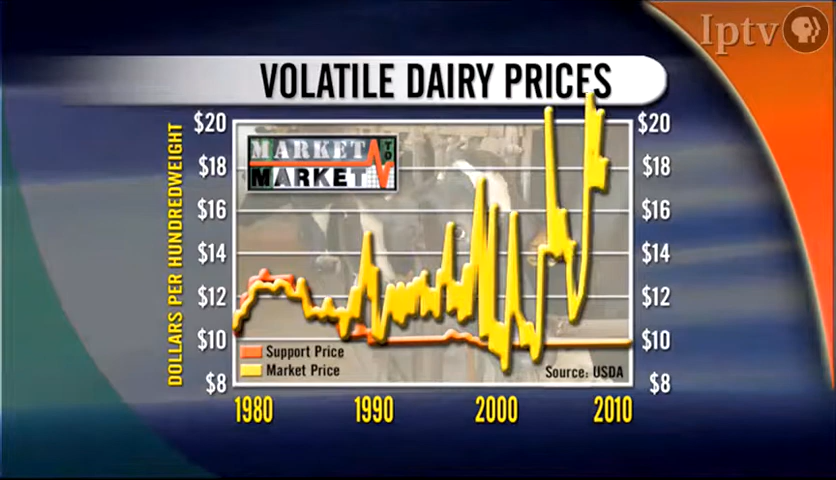 Iptv
VOLATILE DAIRY PRICES
DOLLARS PER HUNDREDWEIGHT
$20
$18
$16
$14
$12
$10
$8
MARKET
TO
MARKET
$20
$18
$16
$14
$12
$10
$8
Support Price
Market Price
Source: USDA
1980
1990
2000
2010